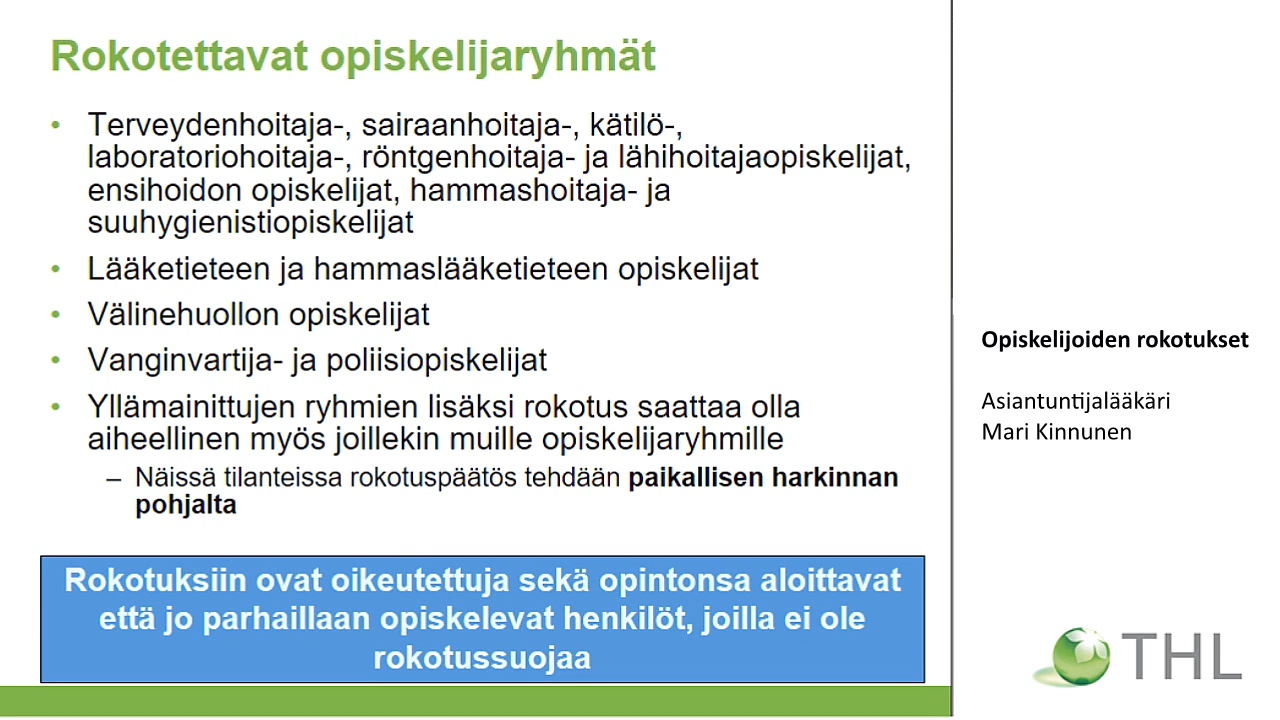 Rokotettavat opiskelijaryhmät
• Terveydenhoitaja-, sairaanhoitaja-, kätilö-,
laboratoriohoitaja-, röntgenhoitaja- ja lähihoitajaopiskelijat,
ensihoidon opiskelijat, hammashoitaja- ja
suuhygienistiopiskelijat
• Lääketieteen ja hammaslääketieteen opiskelijat
• Välinehuollon opiskelijat
• Vanginvartija- ja poliisiopiskelijat
• Yllämainittujen ryhmien lisäksi rokotus saattaa olla
aiheellinen myös joillekin muille opiskelijaryhmille
– Näissä tilanteissa rokotuspäätös tehdään paikallisen harkinnan
pohjalta
Rokotuksiin ovat oikeutettuja sekä opintonsa aloittavat
että jo parhaillaan opiskelevat henkilöt, joilla ei ole
rokotussuojaa
Opiskelijoiden rokotukset
Asiantuntijalääkäri
Mari Kinnunen
THL